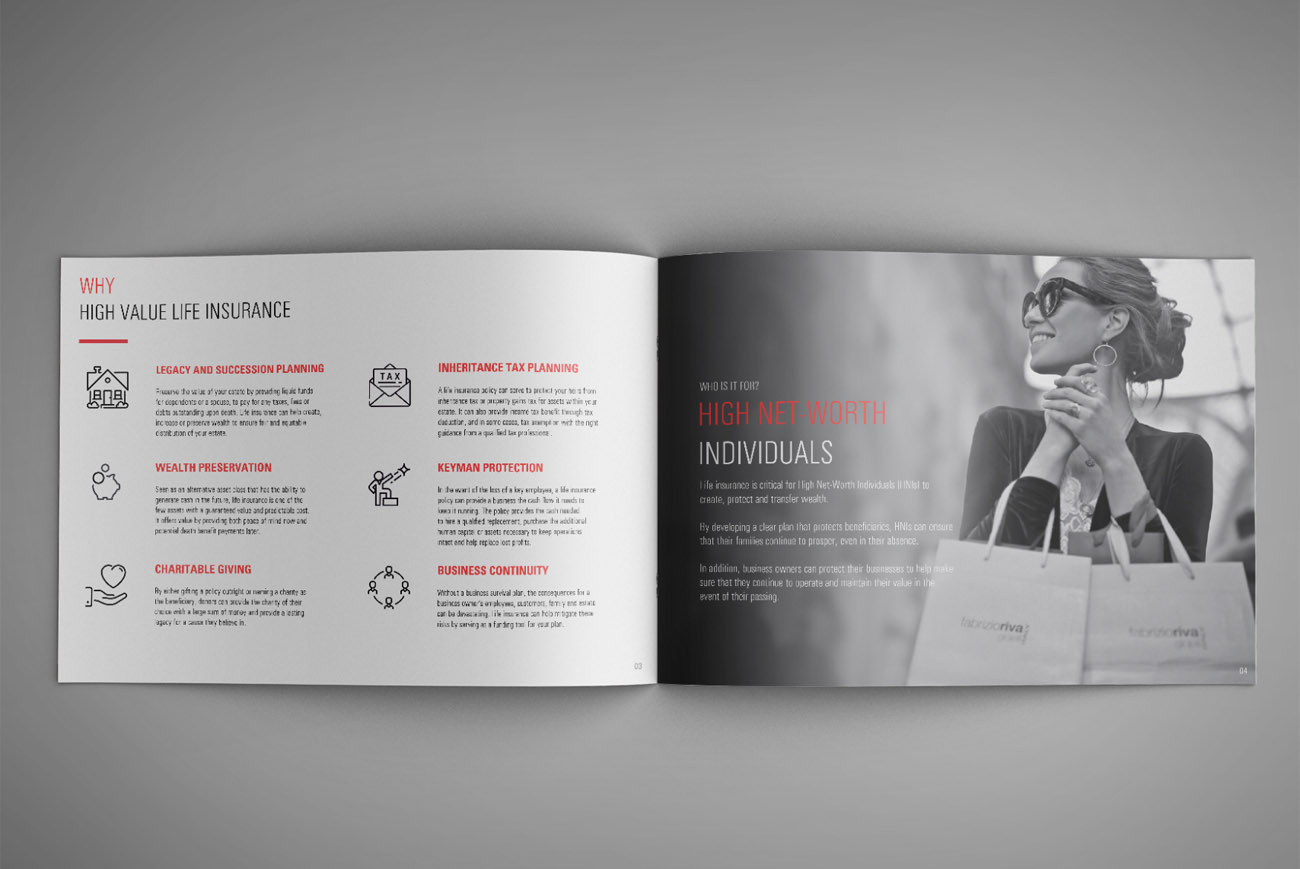 WHY
HIGH VALUE LIFE INSURANCE
LEGACY AND SUCCESSION PLANNING
Preserve the value of your estate by providing liquid funds
for dependents or a spouse, to pay for any taxes, fees or
debts outstanding upon death. Life insurance can help create,
increase or preserve wealth to ensure fair and equitable
distribution of your estate.
WEALTH PRESERVATION
Seen as an alternative asset class that has the ability to
generate cash in the future, life insurance is one of the
few assets with a guaranteed value and predictable cost.
It offers value by providing both peace of mind now and
potential death benefit payments later.
CHARITABLE GIVING
By either gifting a policy outright or naming a charity as
the beneficiary, donors can provide the charity of their
choice with a large sum of money and provide a lasting
legacy for a cause they believe in.
TAX
INHERITANCE TAX PLANNING
A life insurance policy can serve to protect your heirs from
inheritance tax or property gains tax for assets within your
estate. It can also provide income tax benefit through tax
deduction, and in some cases, tax exemption with the right
guidance from a qualified tax professional.
KEYMAN PROTECTION
In the event of the loss of a key employee, a life insurance
policy can provide a business the cash flow it needs to
keep it running. The policy provides the cash needed
to hire a qualified replacement, purchase the additional
human capital or assets necessary to keep operations
intact and help replace lost profits.
BUSINESS CONTINUITY
Without a business survival plan, the consequences for a
business owner's employees, customers, family and estate
can be devastating. Life insurance can help mitigate these
risks by serving as a funding tool for your plan.
03
WHO IS IT FOR?
HIGH NET-WORTH
INDIVIDUALS
Life insurance is critical for High Net-Worth Individuals (HNIs) to
create, protect and transfer wealth.
By developing a clear plan that protects beneficiaries, HNIs can ensure
that their families continue to prosper, even in their absence.
In addition, business owners can protect their businesses to help make
sure that they continue to operate and maintain their value in the
event of their passing.
fabrizioriva
fabrizioriva
04